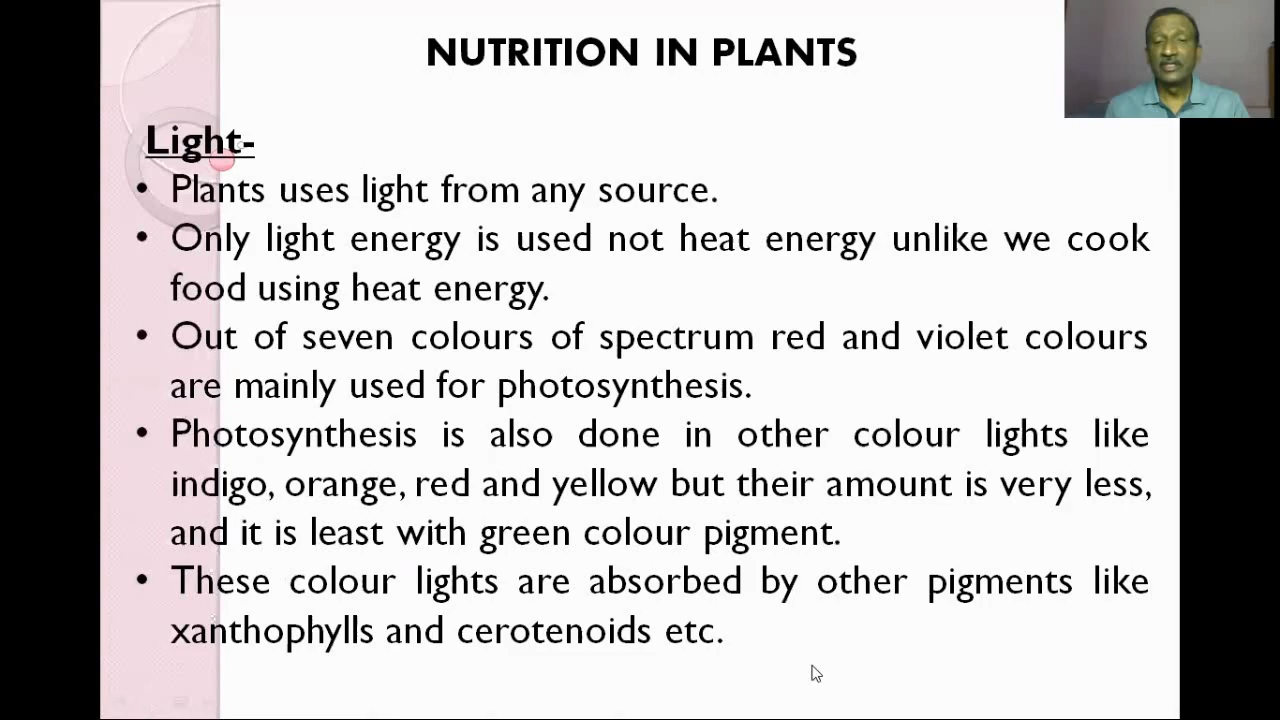 NUTRITION IN PLANTS
Light-
• Plants uses light from any source.
• Only light energy is used not heat energy unlike we cook
food using heat energy.
• Out of seven colours of spectrum red and violet colours
are mainly used for photosynthesis.
• Photosynthesis is also done in other colour lights like
indigo, orange, red and yellow but their amount is very less,
and it is least with green colour pigment.
• These colour lights are absorbed by other pigments like
xanthophylls and cerotenoids etc.